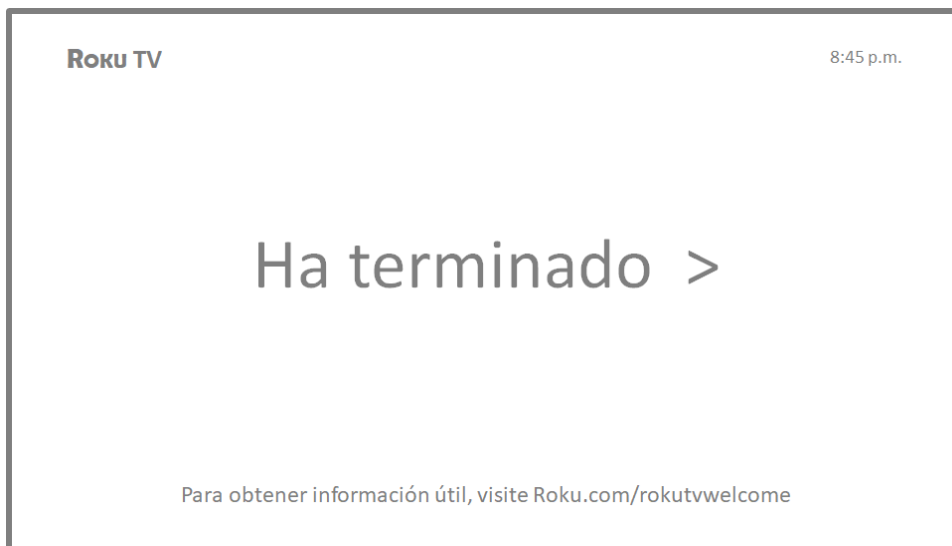 Roku TV
8:45 p.m.
Ha terminado >
Para obtener información útil, visite Roku.com/rokutvwelcome